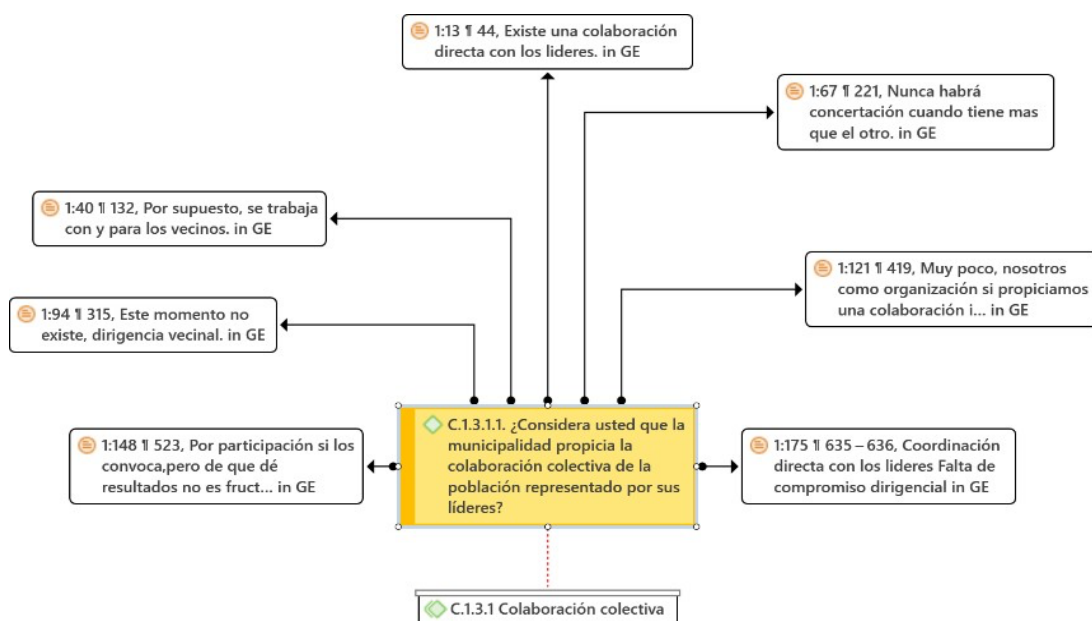 1:13 ¶ 44, Existe una colaboración
directa con los lideres. in GE
1:67 ¶ 221, Nunca habrá
concertación cuando tiene mas
que el otro. in GE
1:40 ¶ 132, Por supuesto, se trabaja
con y para los vecinos. in GE
1:121 ¶ 419, Muy poco, nosotros
como organización si propiciamos
una colaboración i... in GE
1:94 ¶ 315, Este momento no
existe, dirigencia vecinal. in GE
C.1.3.1.1. ¿Considera usted que la
municipalidad propicia la
colaboración colectiva de la
población representado por sus
líderes?
1:148 ¶ 523, Por participación si los
convoca,pero de que dé
resultados no es fruct... in GE
1:175 ¶ 635 – 636, Coordinación
directa con los lideres Falta de
compromiso dirigencial in GE
C.1.3.1 Colaboración colectiva